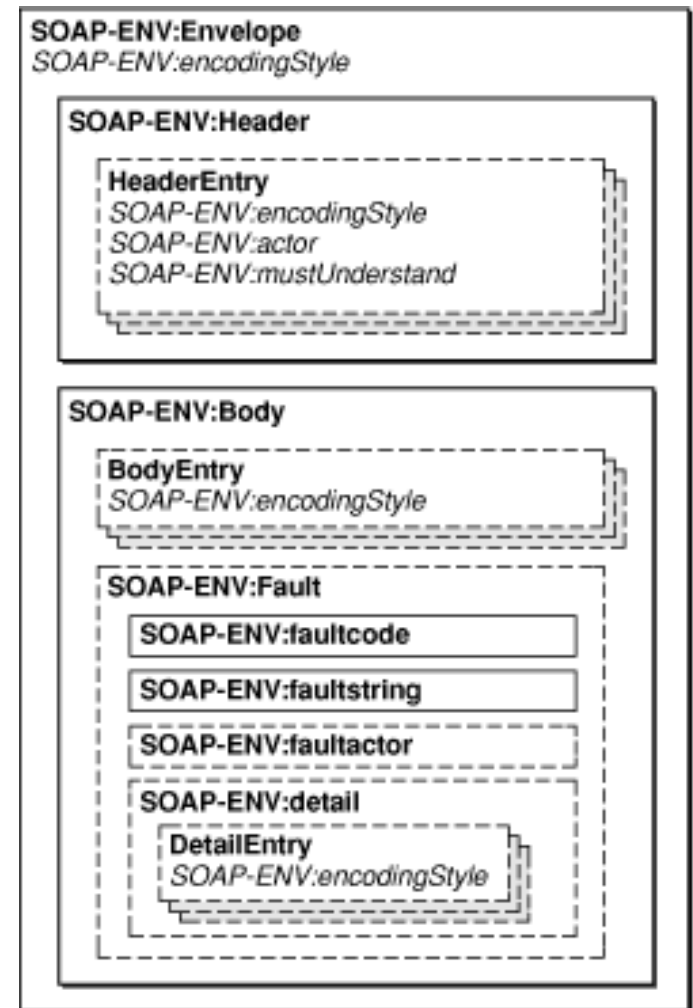 SOAP-ENV:Envelope
SOAP-ENV:encodingStyle
SOAP-ENV:Header
HeaderEntry
SOAP-ENV:encodingStyle
SOAP-ENV:actor
SOAP-ENV:mustUnderstand
SOAP-ENV:Body
BodyEntry
SOAP-ENV:encodingStyle
SOAP-ENV:Fault
SOAP-ENV:faultcode
SOAP-ENV:faultstring
SOAP-ENV:faultactor
SOAP-ENV:detail
DetailEntry
SOAP-ENV:encodingStyle